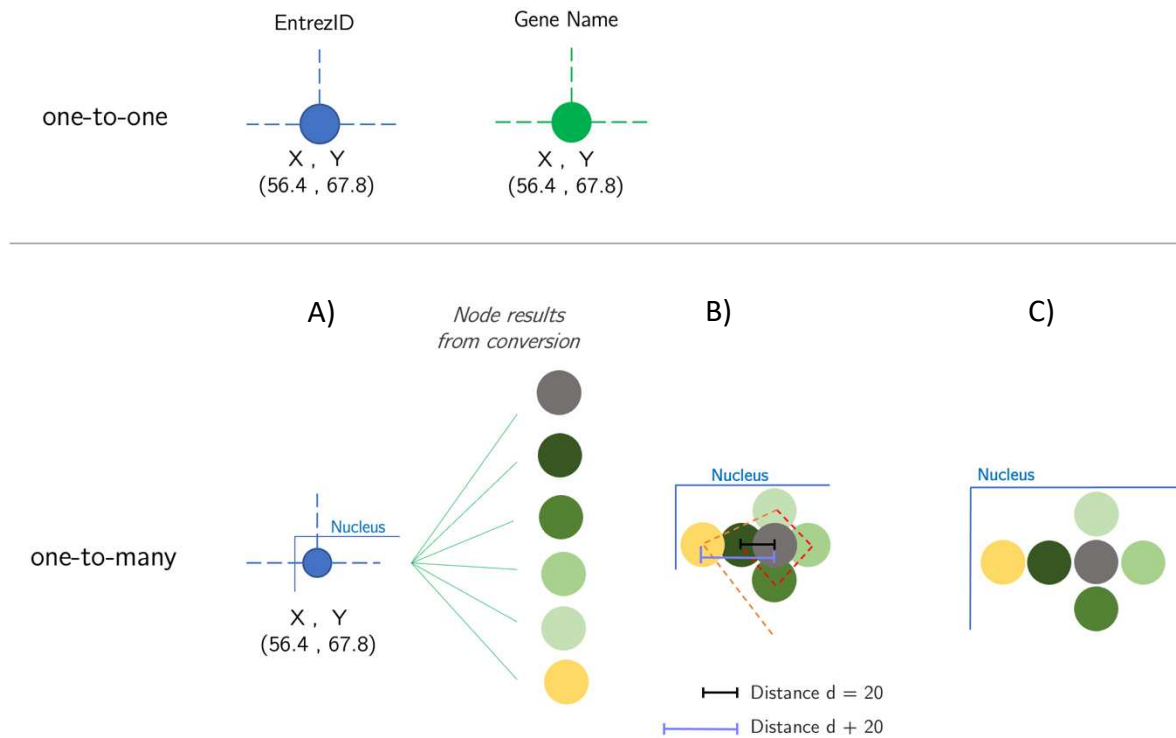 EntrezID
Gene Name
one-to-one
X , Y
(56.4 , 67.8)
X , Y
(56.4 , 67.8)
A)
B)
C)
Node results
from conversion
Nucleus
Nucleus
Nucleus
one-to-many
X , Y
(56.4 , 67.8)
Distance d = 20
Distance d + 20